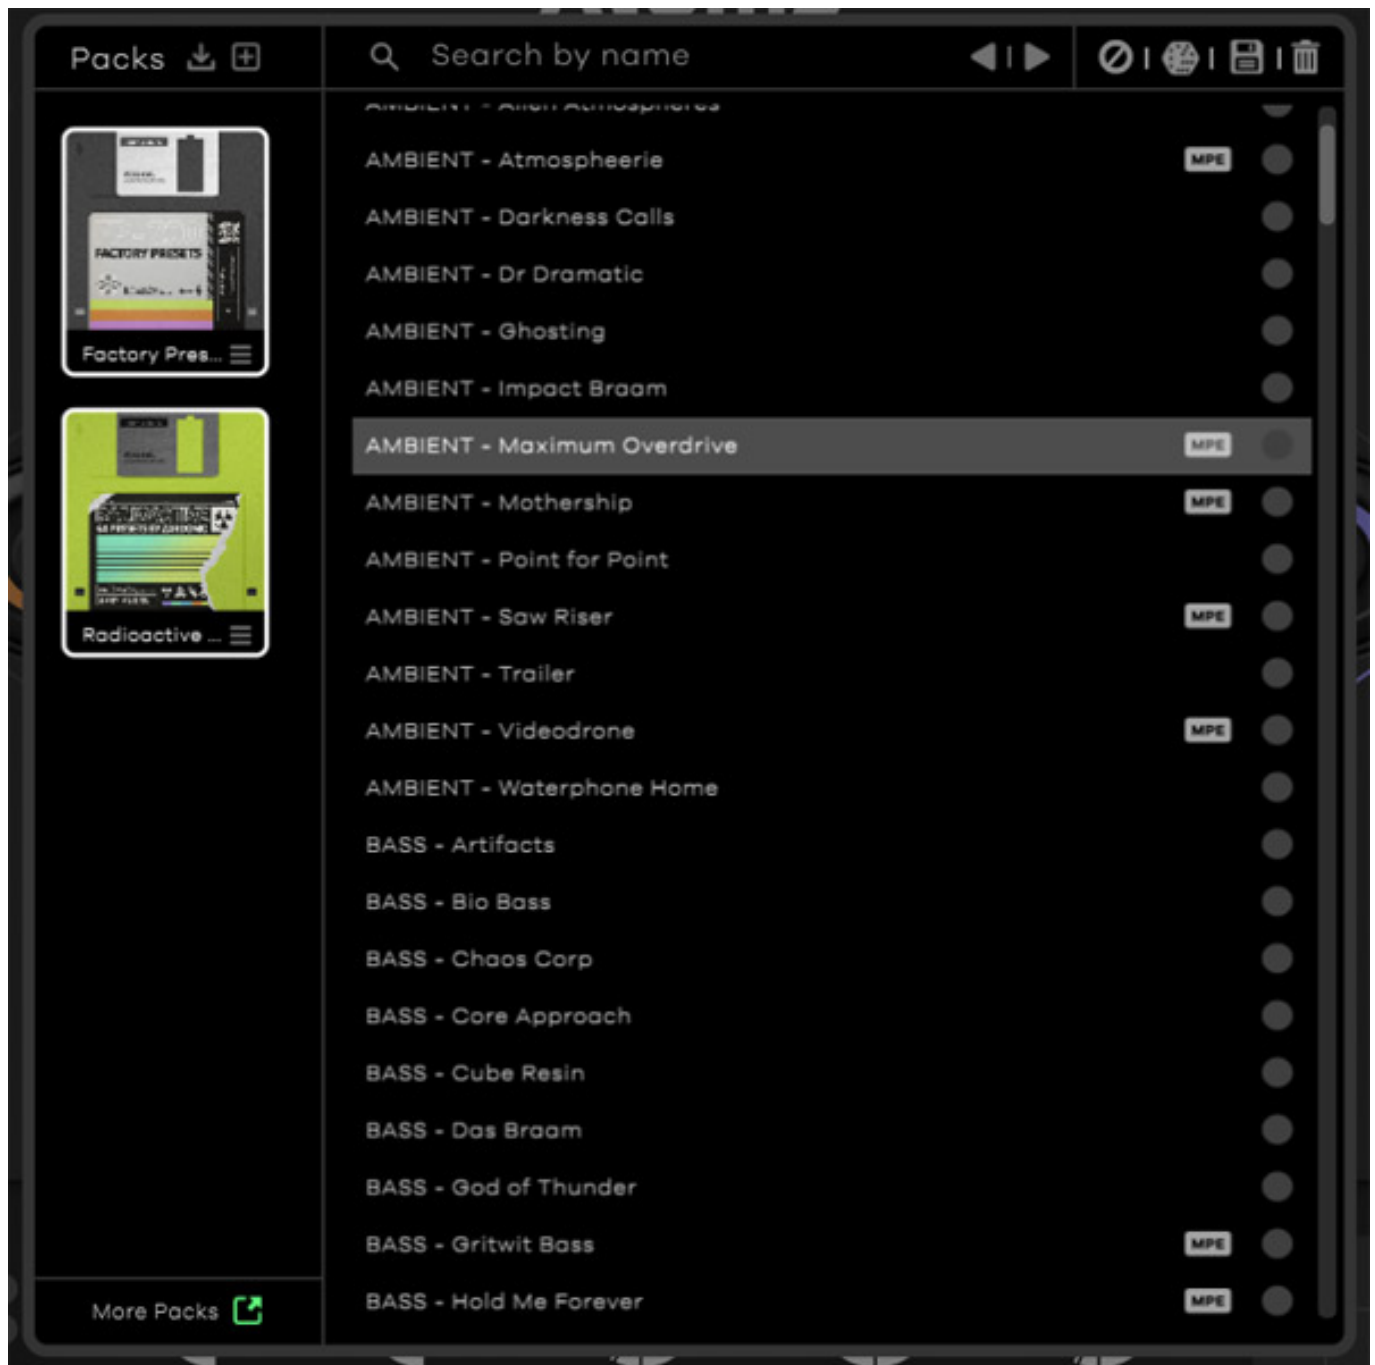 Packs
Search by name
AMBIENT - Alien Atmospheres
AMBIENT - Atmospheerie MPE
AMBIENT - Darkness Calls
AMBIENT - Dr Dramatic
AMBIENT - Ghosting
AMBIENT - Impact Braam
AMBIENT - Maximum Overdrive MPE
AMBIENT - Mothership MPE
AMBIENT - Point for Point
AMBIENT - Saw Riser MPE
AMBIENT - Trailer
AMBIENT - Videodrone MPE
AMBIENT - Waterphone Home
BASS - Artifacts
BASS - Bio Bass
BASS - Chaos Corp
BASS - Core Approach
BASS - Cube Resin
BASS - Das Braam
BASS - God of Thunder
BASS - Gritwit Bass MPE
BASS - Hold Me Forever MPE
FACTORY PRESETS
Factory Pres...
Radioactive ...
More Packs